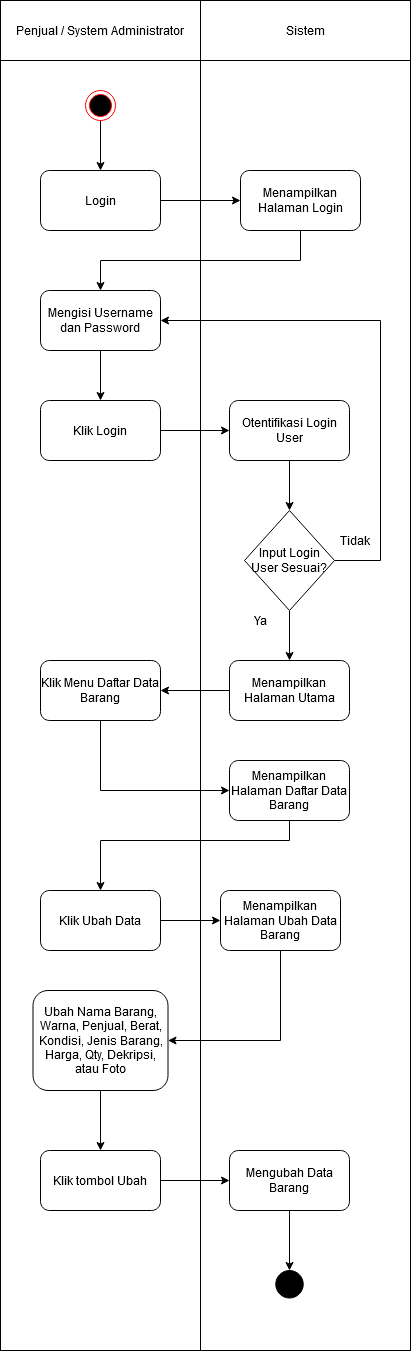 Penjual / System Administrator
Sistem
Login
Menampilkan
Halaman Login
Mengisi Username
dan Password
Klik Login
Otentifikasi Login
User
Input Login
User Sesuai?
Tidak
Ya
Klik Menu Daftar Data
Barang
Menampilkan
Halaman Utama
Menampilkan
Halaman Daftar Data
Barang
Klik Ubah Data
Menampilkan
Halaman Ubah Data
Barang
Ubah Nama Barang,
Warna, Penjual, Berat,
Kondisi, Jenis Barang,
Harga, Qty, Dekripsi,
atau Foto
Klik tombol Ubah
Mengubah Data
Barang